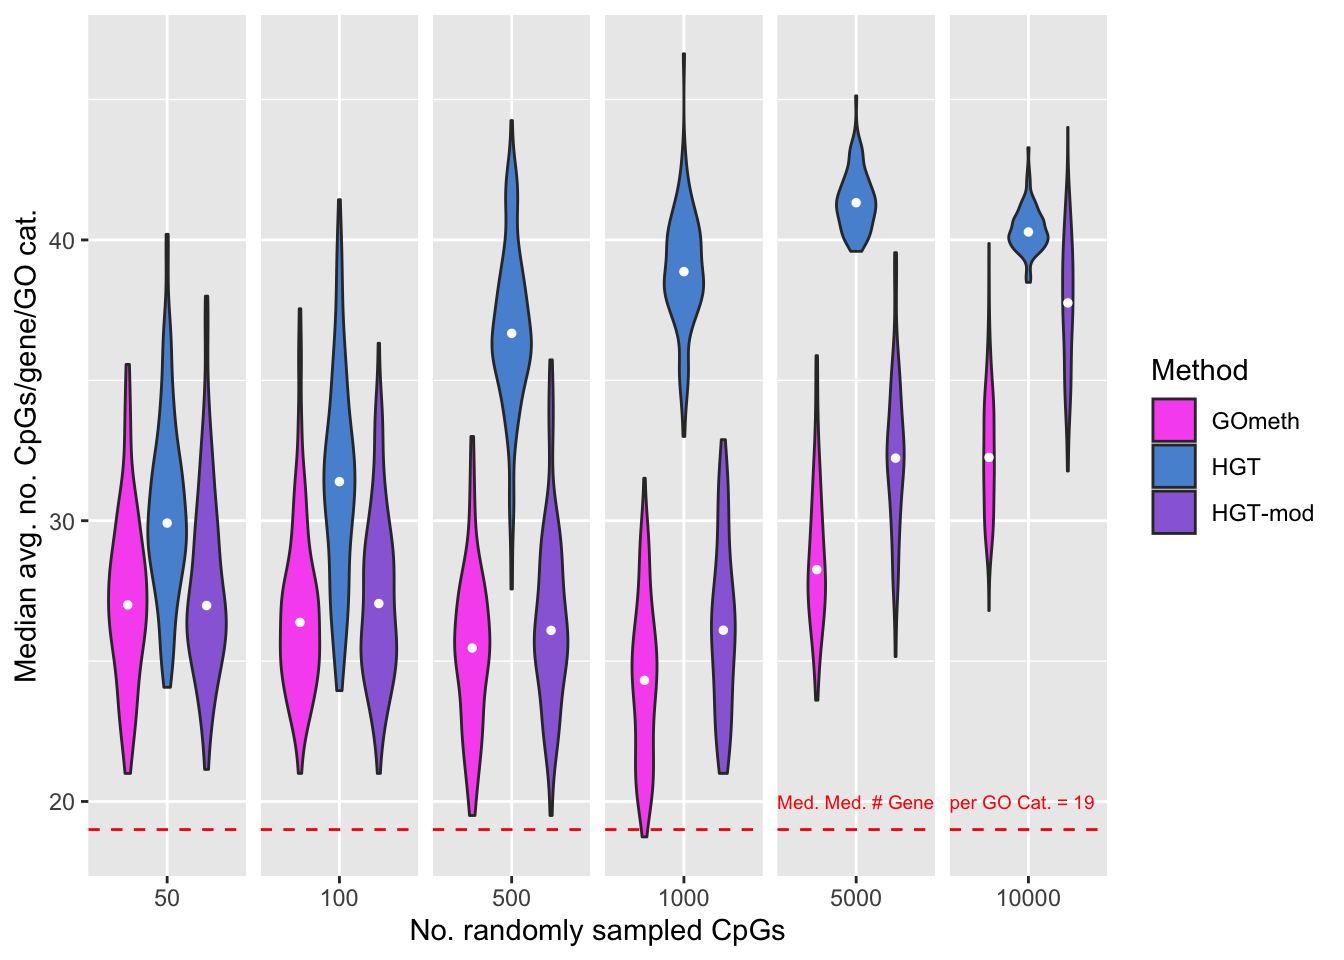 Median avg. no. CpGs/gene/GO cat.
40
30
20
Med. Med. # Gene per GO Cat. = 19
50 100 500 1000 5000 10000
No. randomly sampled CpGs
Method
GOmeth
HGT
HGT-mod